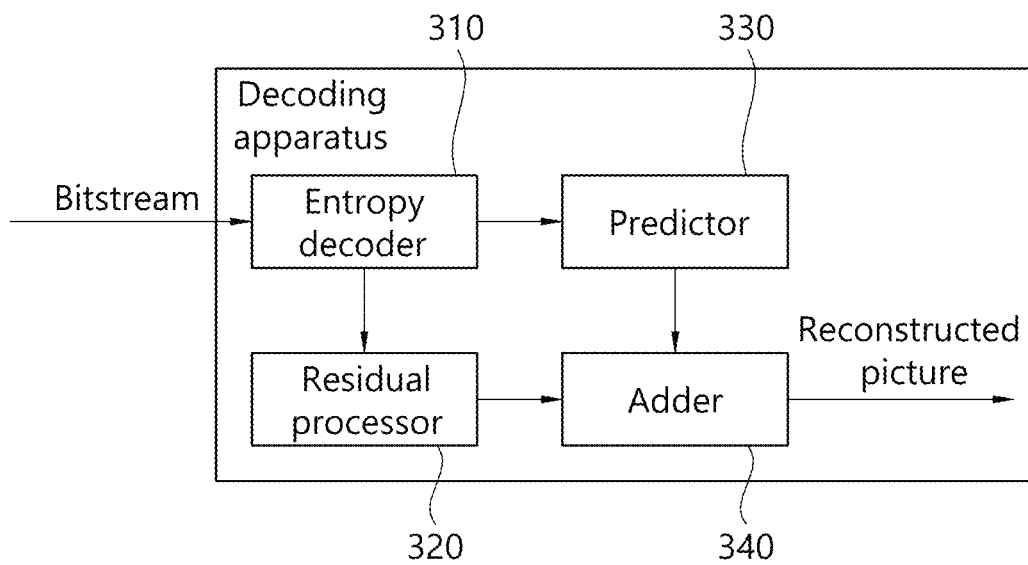 310
330
Decoding
apparatus
Bitstream
Entropy
decoder
Predictor
Residual
processor
Adder
Reconstructed
picture
320
340